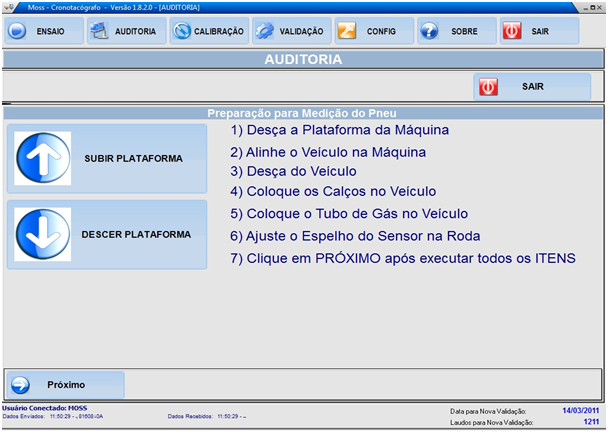 Moss - Cronotacógrafo - Versão 1.8.2.0 - [AUDITORIA]
ENSAIO AUDITORIA CALIBRAÇÃO VALIDAÇÃO CONFIG SOBRE SAIR
AUDITORIA
SAIR
Preparação para Medição do Pneu
SUBIR PLATAFORMA
DESCER PLATAFORMA
1) Desça a Plataforma da Máquina
2) Alinhe o Veículo na Máquina
3) Desça do Veículo
4) Coloque os Calços no Veículo
5) Coloque o Tubo de Gás no Veículo
6) Ajuste o Espelho do Sensor na Roda
7) Clique em PRÓXIMO após executar todos os ITENS
Próximo
Usuário Conectado: MOSS
Dados Enviados: 11:50:29 -
Dados Recebidos: 11:50:29 -
Data para Nova Validação: 14/03/2011
Laudos para Nova Validação: 1211